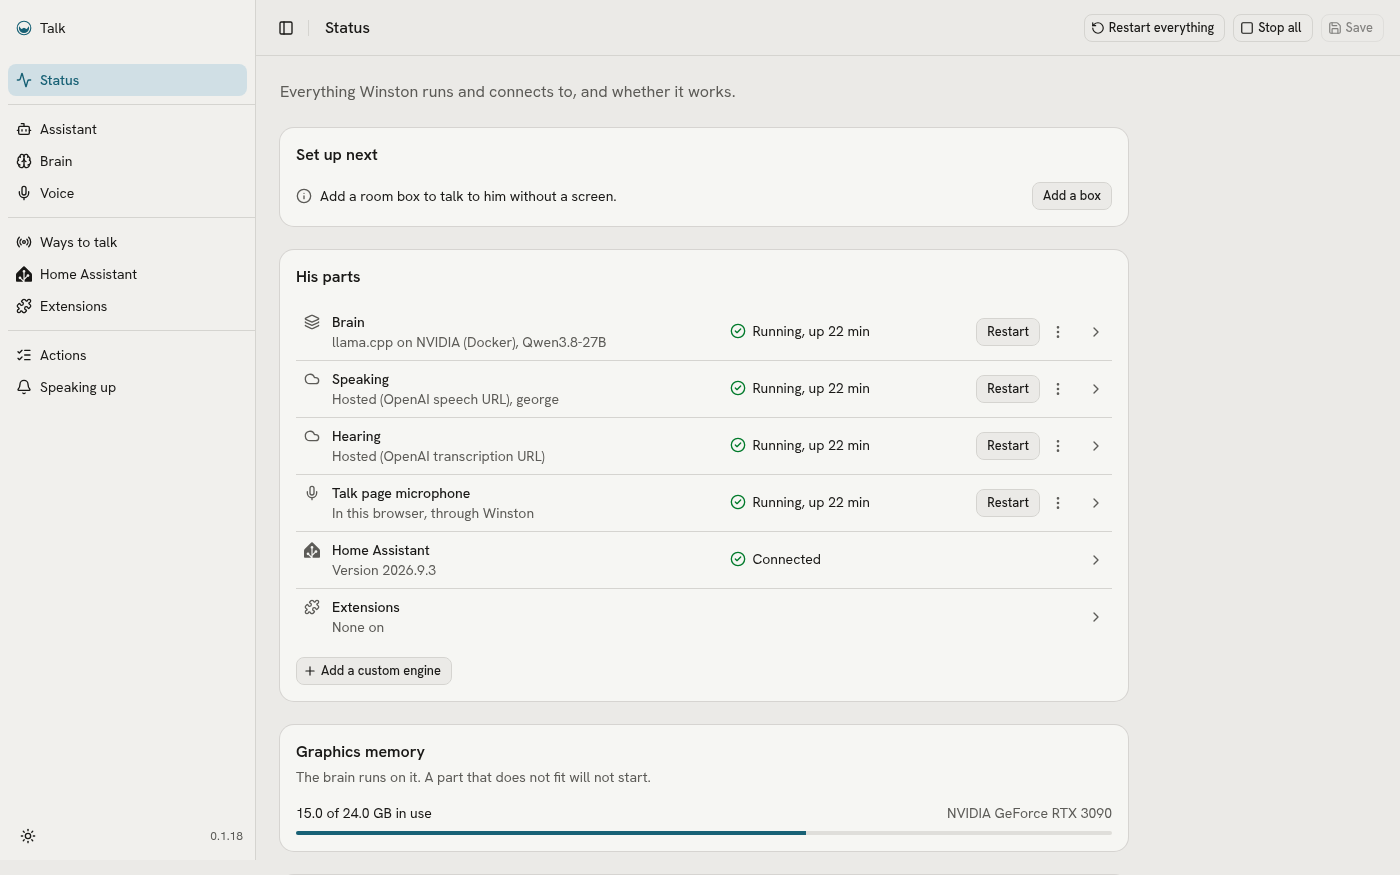 Talk
Status
Assistant
Brain
Voice
Ways to talk
Home Assistant
Extensions
Actions
Speaking up
0.1.18
Status
Restart everything
Stop all
Save
Everything Winston runs and connects to, and whether it works.
Set up next
Add a room box to talk to him without a screen.
Add a box
His parts
Brain
llama.cpp on NVIDIA (Docker), Qwen3.8-27B
Running, up 22 min
Restart
Speaking
Hosted (OpenAI speech URL), george
Running, up 22 min
Restart
Hearing
Hosted (OpenAI transcription URL)
Running, up 22 min
Restart
Talk page microphone
In this browser, through Winston
Running, up 22 min
Restart
Home Assistant
Version 2026.9.3
Connected
Extensions
None on
Add a custom engine
Graphics memory
The brain runs on it. A part that does not fit will not start.
15.0 of 24.0 GB in use
NVIDIA GeForce RTX 3090